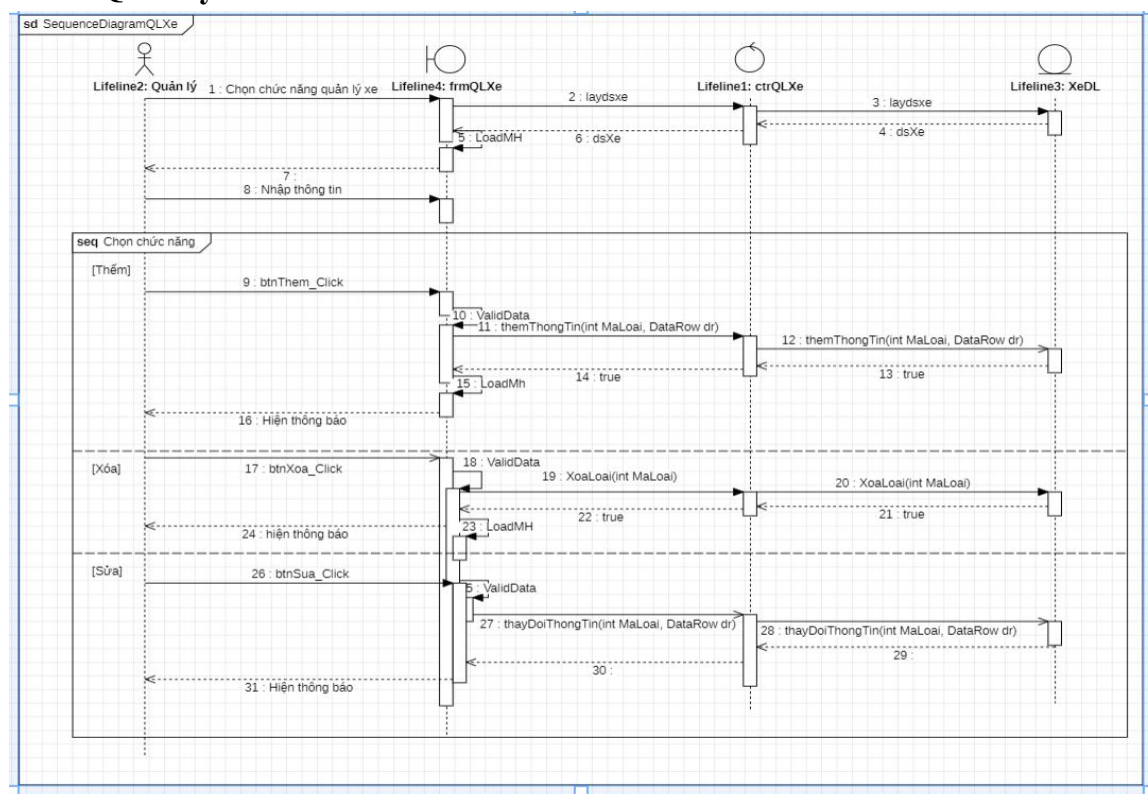 sd SequenceDiagramQLXe
Lifeline2: Quản lý
Lifeline4: frmQLXe
Lifeline1: ctrQLXe
Lifeline3: XeDL
1 : Chọn chức năng quản lý xe
2 : laydsxe
3 : laydsxe
4 : dsXe
5 : LoadMH
6 : dsXe
7 :
8 : Nhập thông tin
seq Chọn chức năng
[Thếm]
9 : btnThem_Click
10 : ValidData
11 : themThongTin(int MaLoai, DataRow dr)
12 : themThongTin(int MaLoai, DataRow dr)
13 : true
14 : true
15 : LoadMh
16 : Hiện thông báo
[Xóa]
17 : btnXoa_Click
18 : ValidData
19 : XoaLoai(int MaLoai)
20 : XoaLoai(int MaLoai)
21 : true
22 : true
23 : LoadMH
24 : hiện thông báo
[Sửa]
26 : btnSua_Click
5 : ValidData
27 : thayDoiThongTin(int MaLoai, DataRow dr)
28 : thayDoiThongTin(int MaLoai, DataRow dr)
29 :
30 :
31 : Hiện thông báo